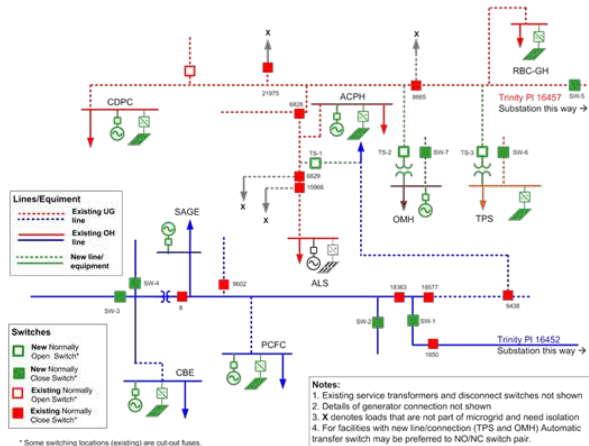 X
X
RBC-GH
SW-5
CDPC
21975
ACPH
8665
Trinity PI 16457
Substation this way →
6828
TS-1
TS-2
SW-7
TS-3
SW-6
6829
15966
X
X
OMH
TPS
Lines/Equiment
Existing UG
line
Existing OH
line
New line/
equipment
SAGE
ALS
SW-4
9602
18363
18577
SW-3
8
9438
SW-2
SW-1
Trinity PI 16452
Substation this way →
1850
PCFC
CBE
Switches
New Normally
Open Switch*
New Normally
Close Switch*
Existing Normally
Open Switch*
Existing Normally
Close Switch*
* Some switching locations (existing) are cut-out fuses.
Notes:
1. Existing service transformers and disconnect switches not shown
2. Details of generator connection not shown
3. X denotes loads that are not part of microgrid and need isolation
4. For facilities with new line/connection (TPS and OMH) Automatic
transfer switch may be preferred to NO/NC switch pair.